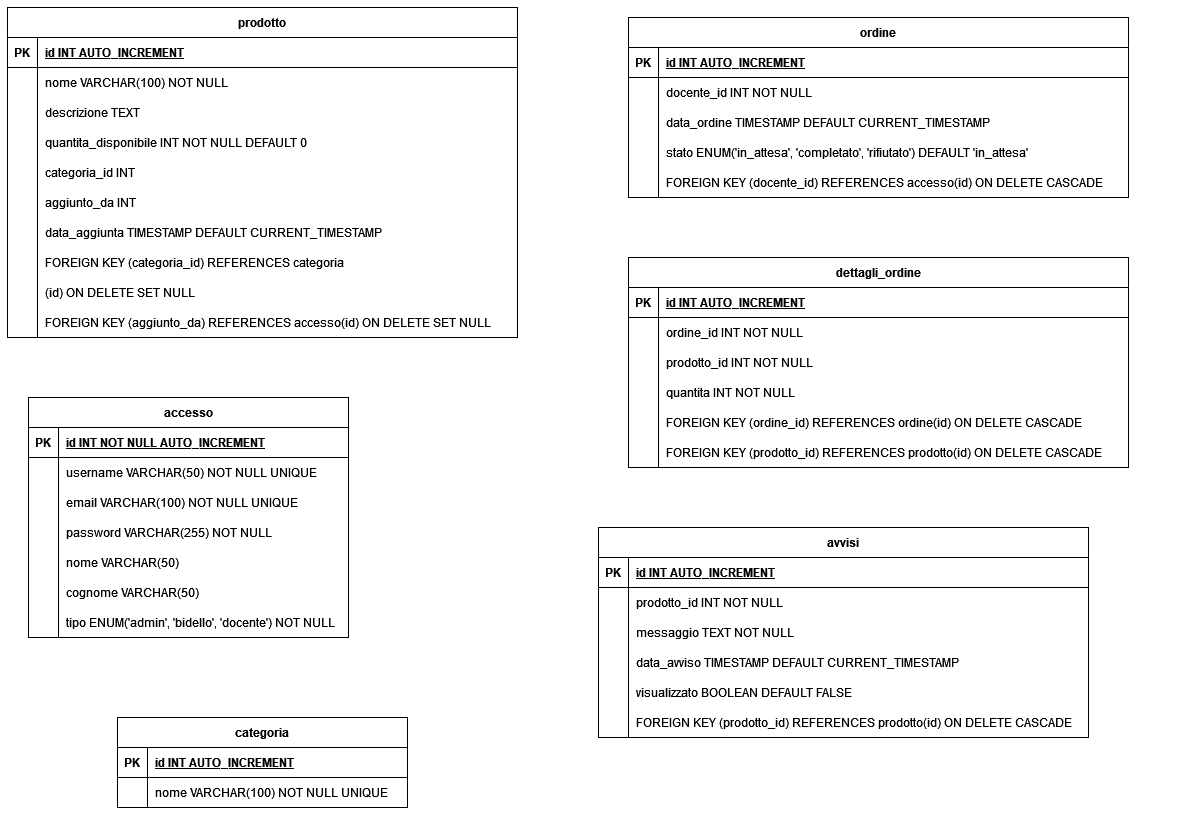 prodotto
PK id INT AUTO_INCREMENT
nome VARCHAR(100) NOT NULL
descrizione TEXT
quantita_disponibile INT NOT NULL DEFAULT 0
categoria_id INT
aggiunto_da INT
data_aggiunta TIMESTAMP DEFAULT CURRENT_TIMESTAMP
FOREIGN KEY (categoria_id) REFERENCES categoria
(id) ON DELETE SET NULL
FOREIGN KEY (aggiunto_da) REFERENCES accesso(id) ON DELETE SET NULL
accesso
PK id INT NOT NULL AUTO_INCREMENT
username VARCHAR(50) NOT NULL UNIQUE
email VARCHAR(100) NOT NULL UNIQUE
password VARCHAR(255) NOT NULL
nome VARCHAR(50)
cognome VARCHAR(50)
tipo ENUM('admin', 'bidello', 'docente') NOT NULL
categoria
PK id INT AUTO_INCREMENT
nome VARCHAR(100) NOT NULL UNIQUE
ordine
PK id INT AUTO_INCREMENT
docente_id INT NOT NULL
data_ordine TIMESTAMP DEFAULT CURRENT_TIMESTAMP
stato ENUM('in_attesa', 'completato', 'rifiutato') DEFAULT 'in_attesa'
FOREIGN KEY (docente_id) REFERENCES accesso(id) ON DELETE CASCADE
dettagli_ordine
PK id INT AUTO_INCREMENT
ordine_id INT NOT NULL
prodotto_id INT NOT NULL
quantita INT NOT NULL
FOREIGN KEY (ordine_id) REFERENCES ordine(id) ON DELETE CASCADE
FOREIGN KEY (prodotto_id) REFERENCES prodotto(id) ON DELETE CASCADE
avvisi
PK id INT AUTO_INCREMENT
prodotto_id INT NOT NULL
messaggio TEXT NOT NULL
data_avviso TIMESTAMP DEFAULT CURRENT_TIMESTAMP
visualizzato BOOLEAN DEFAULT FALSE
FOREIGN KEY (prodotto_id) REFERENCES prodotto(id) ON DELETE CASCADE